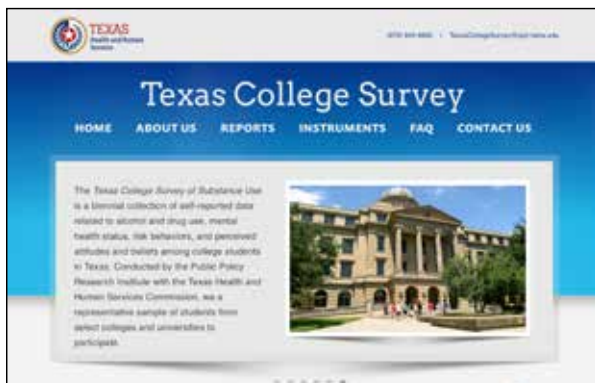 TEXAS
Health and Human
Services
Texas College Survey
HOME ABOUT US REPORTS INSTRUMENTS FAQ CONTACT US
The Texas College Survey of Substance Use
is a biennial collection of self-reported data
related to alcohol and drug use, mental
health status, risk behaviors, and perceived
attitudes and beliefs among college students
in Texas. Conducted by the Public Policy
Research Institute with the Texas Health and
Human Services Commission, we a
representative sample of students from
select colleges and universities to
participate.